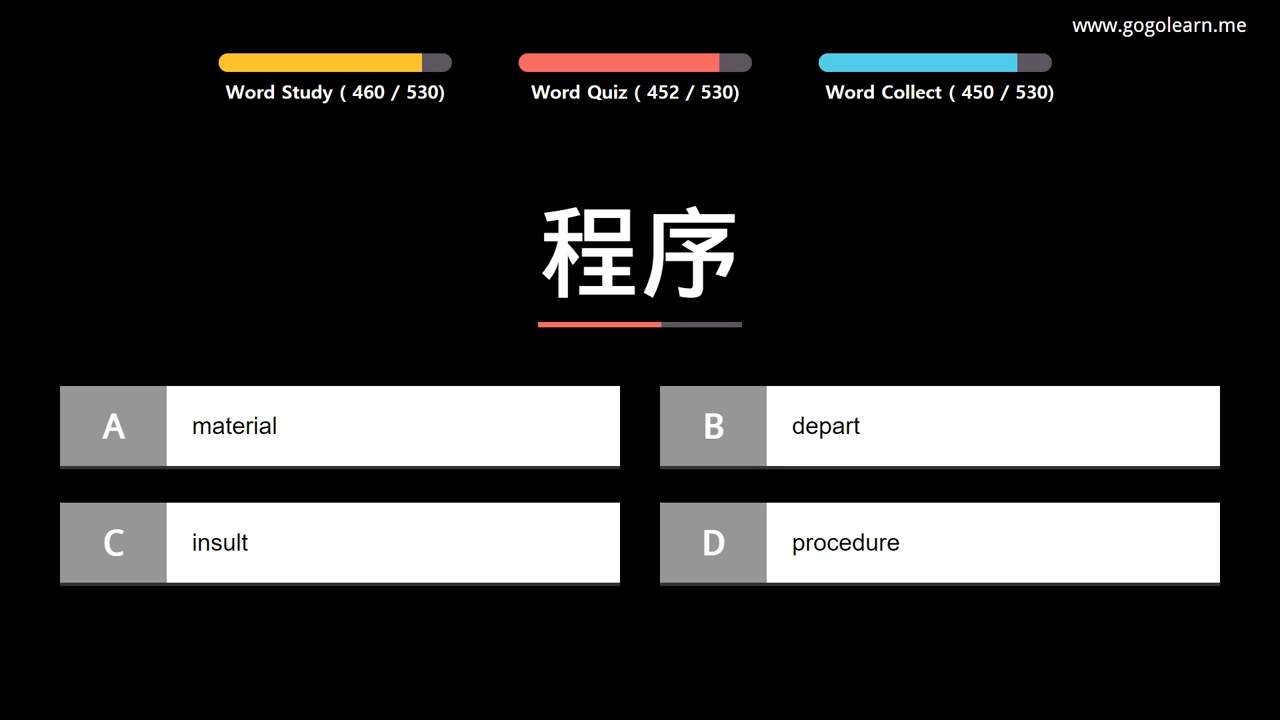 www.gogolearn.me
Word Study ( 460 / 530)
Word Quiz ( 452 / 530)
Word Collect ( 450 / 530)
程序
A material
B depart
C insult
D procedure